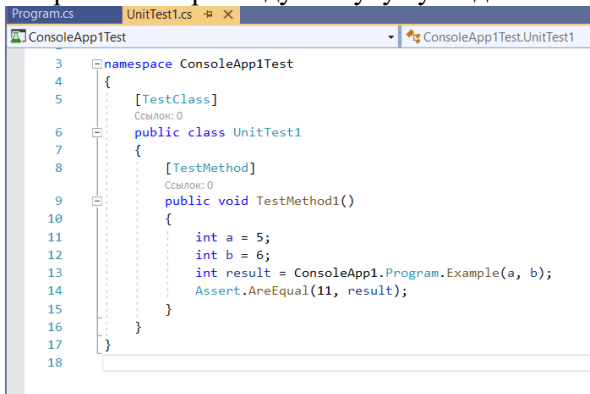 Program.cs UnitTest1.cs
ConsoleApp1Test ConsoleApp1Test.UnitTest1
3 namespace ConsoleApp1Test
4 {
5 [TestClass]
Ссылок: 0
6 public class UnitTest1
7 {
8 [TestMethod]
Ссылок: 0
9 public void TestMethod1()
10 {
11 int a = 5;
12 int b = 6;
13 int result = ConsoleApp1.Program.Example(a, b);
14 Assert.AreEqual(11, result);
15 }
16 }
17 }
18